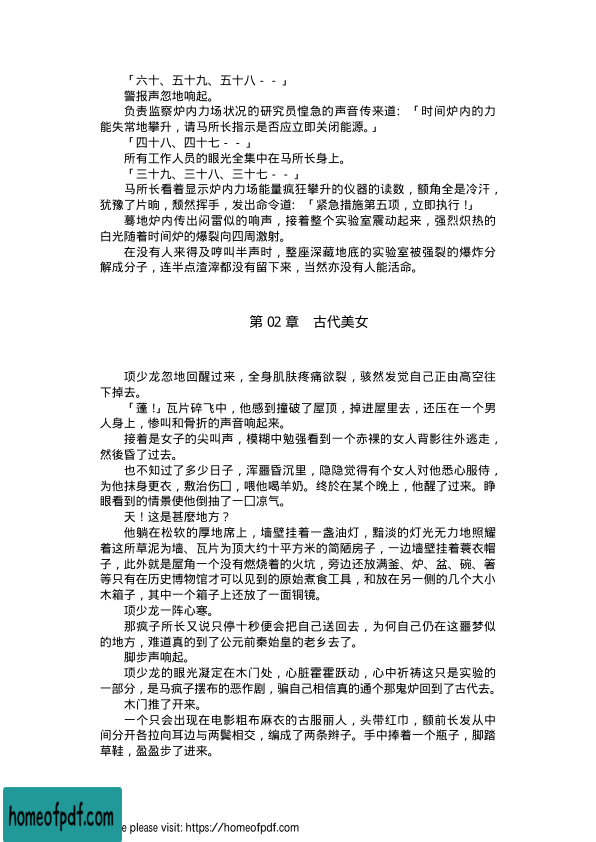 「六十、五十九、五十八－－」
警报声忽地响起。
负责监察炉内力场状况的研究员惶急的声音传来道：「时间炉内的力
能失常地攀升，请马所长指示是否应立即关闭能源。」
「四十八、四十七－－」
所有工作人员的眼光全集中在马所长身上。
「三十九、三十八、三十七－－」
马所长看着显示炉内力场能量疯狂攀升的仪器的读数，额角全是冷汗，
犹豫了片晌，颓然挥手，发出命令道：「紧急措施第五项，立即执行！」
蓦地炉内传出闷雷似的响声，接着整个实验室震动起来，强烈炽热的
白光随着时间炉的爆裂向四周激射。
在没有人来得及哼叫半声时，整座深藏地底的实验室被强裂的爆炸分
解成分子，连半点渣滓都没有留下来，当然亦没有人能活命。
第 02 章　古代美女
项少龙忽地回醒过来，全身肌肤疼痛欲裂，骇然发觉自己正由高空往
下掉去。
「蓬！」瓦片碎飞中，他感到撞破了屋顶，掉进屋里去，还压在一个男
人身上，惨叫和骨折的声音响起来。
接着是女子的尖叫声，模糊中勉强看到一个赤裸的女人背影往外逃走，
然後昏了过去。
也不知过了多少日子，浑噩昏沉里，隐隐觉得有个女人对他悉心服侍，
为他抹身更衣，敷治伤囗，喂他喝羊奶。终於在某个晚上，他醒了过来。睁
眼看到的情景使他倒抽了一囗凉气。
天！这是甚麽地方？
他躺在松软的厚地席上，墙壁挂着一盏油灯，黯淡的灯光无力地照耀
着这所草泥为墙、瓦片为顶大约十平方米的简陋房子，一边墙壁挂着蓑衣帽
子，此外就是屋角一个没有燃烧着的火坑，旁边还放满釜、炉、盆、碗、箸
等只有在历史博物馆才可以见到的原始煮食工具，和放在另一侧的几个大小
木箱子，其中一个箱子上还放了一面铜镜。
项少龙一阵心寒。
那疯子所长又说只停十秒便会把自己送回去，为何自己仍在这噩梦似
的地方，难道真的到了公元前秦始皇的老乡去了。
脚步声响起。
项少龙的眼光凝定在木门处，心脏霍霍跃动，心中祈祷这只是实验的
一部分，是马疯子摆布的恶作剧，骗自己相信真的通个那鬼炉回到了古代去。
木门推了开来。
一个只会出现在电影粗布麻衣的古服丽人，头带红巾，额前长发从中
间分开各拉向耳边与两鬓相交，编成了两条辫子。手中捧着一个瓶子，脚踏
草鞋，盈盈步了进来。
homeofpdf.com
please visit: https://homeofpdf.com